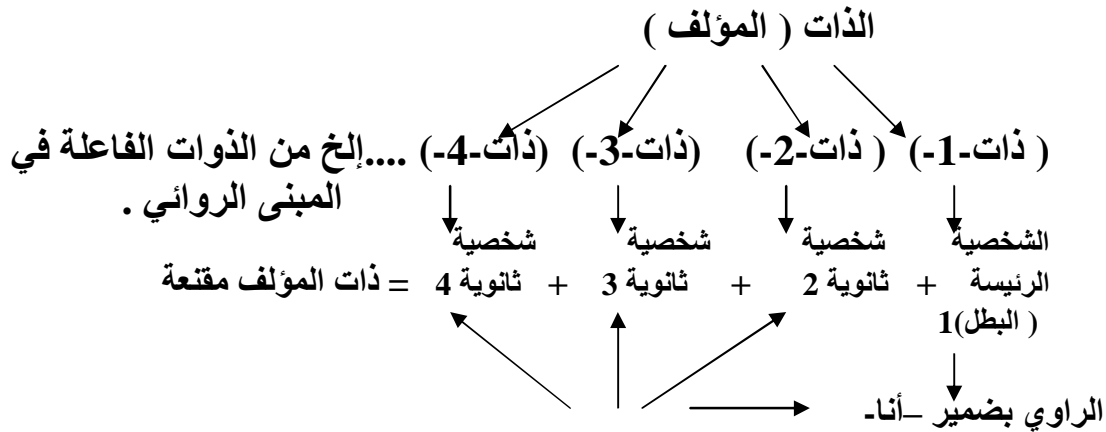 الذات ( المؤلف )
( ذات-1-) ( ذات-2-) (ذات-3-) (ذات-4-) ....إلخ من الذوات الفاعلة في
المبنى الروائي .
الشخصية شخصية شخصية شخصية
الرئيسة + ثانوية 2 + ثانوية 3 + ثانوية 4 = ذات المؤلف مقنعة
( البطل)1
الراوي بضمير –أنا-